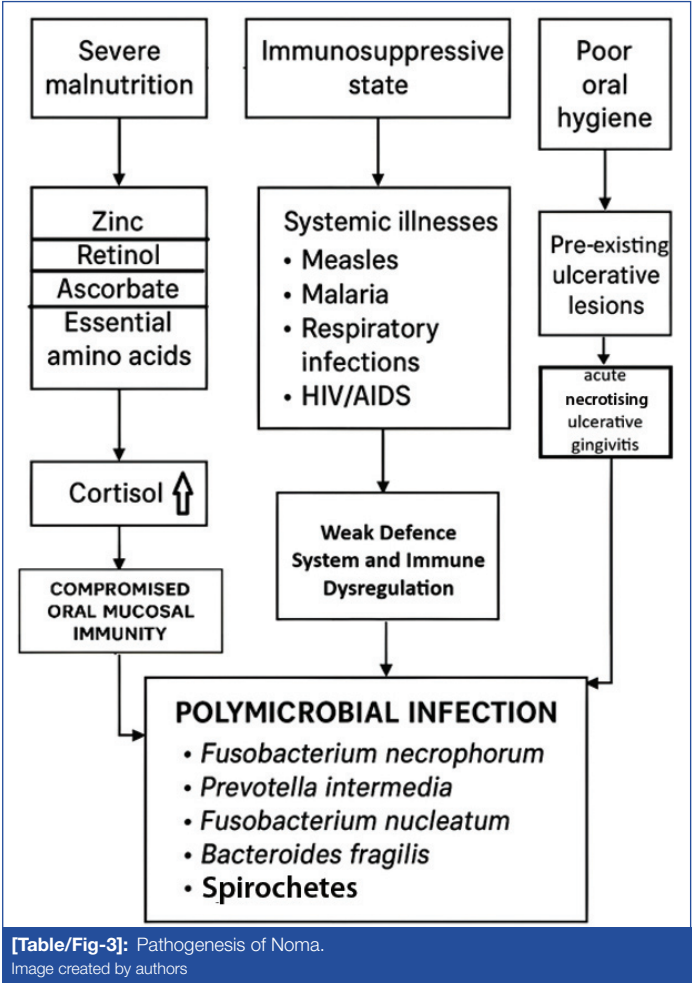 Severe
malnutrition
Immunosuppressive
state
Poor
oral
hygiene
Zinc
Retinol
Ascorbate
Essential
amino acids
Systemic illnesses
• Measles
• Malaria
• Respiratory
infections
• HIV/AIDS
Pre-existing
ulcerative
lesions
acute
necrotising
ulcerative
gingivitis
Cortisol
Weak Defence
System and Immune
Dysregulation
COMPROMISED
ORAL MUCOSAL
IMMUNITY
POLYMICROBIAL INFECTION
• Fusobacterium necrophorum
• Prevotella intermedia
• Fusobacterium nucleatum
• Bacteroides fragilis
• Spirochetes
[Table/Fig-3]: Pathogenesis of Noma.
Image created by authors